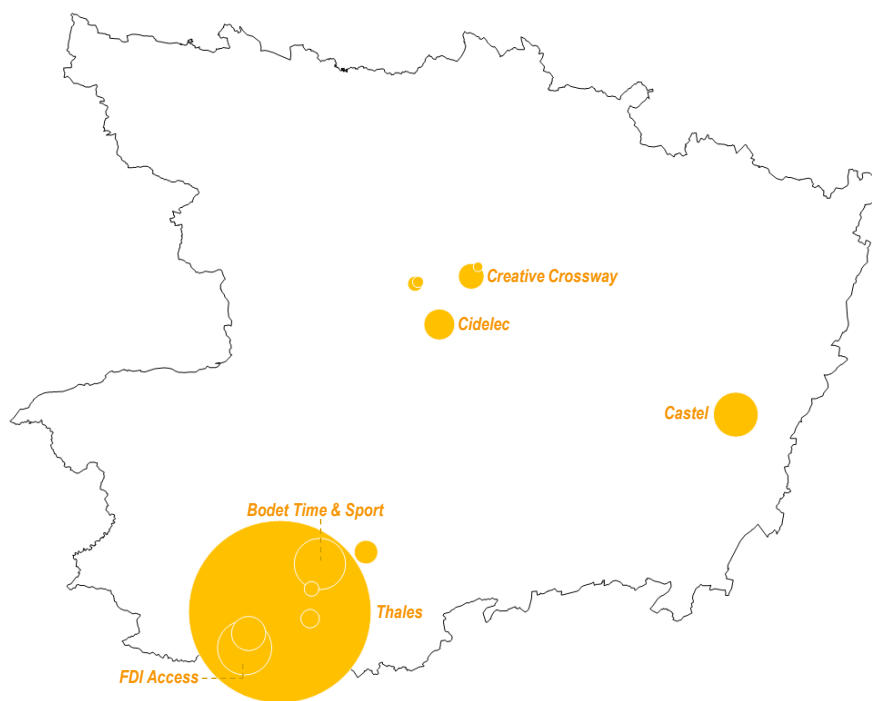 Creative Crossway
Cidelec
Castel
Bodet Time & Sport
Thales
FDI Access